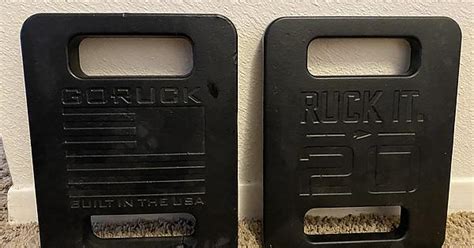 GORUCK
BUILT IN THE USA
RUCK IT.
20